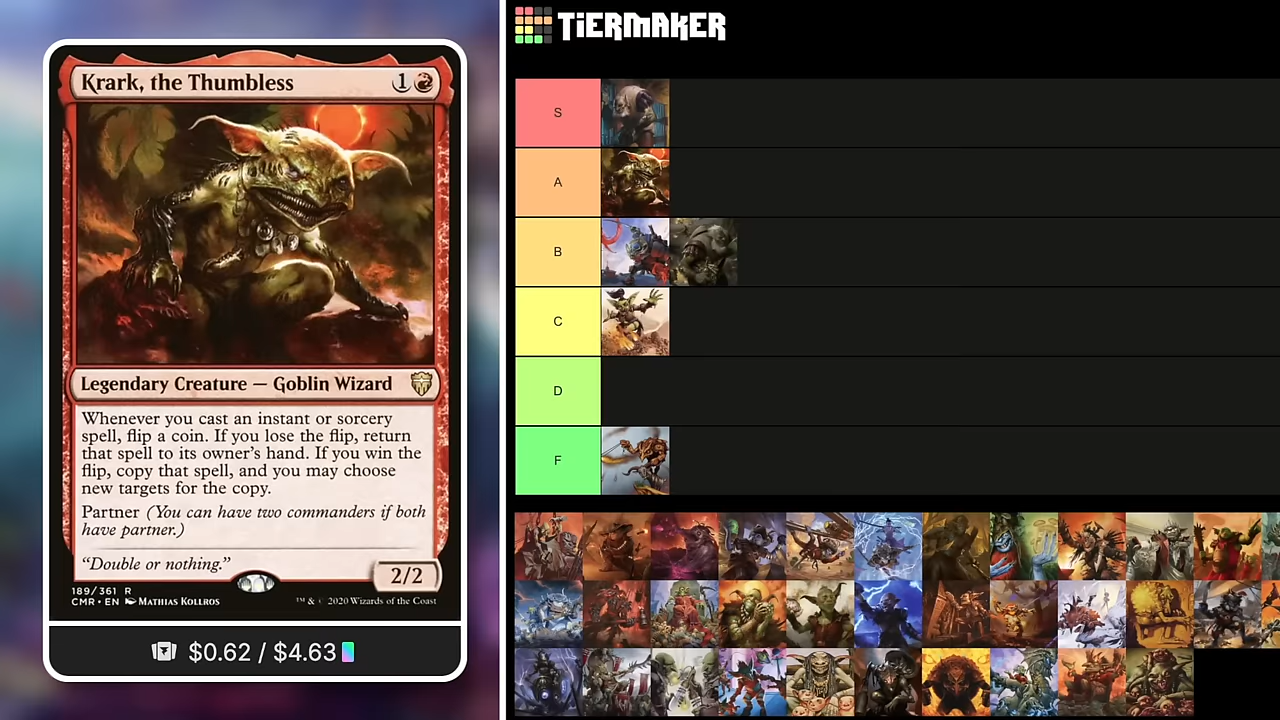 Krark, the Thumbless 1
Legendary Creature — Goblin Wizard
Whenever you cast an instant or sorcery
spell, flip a coin. If you lose the flip, return
that spell to its owner's hand. If you win the
flip, copy that spell, and you may choose
new targets for the copy.
Partner (You can have two commanders if both
have partner.)
"Double or nothing."
2/2
189/361 R
CMR • EN Mathias Kollros
™ & © 2020 Wizards of the Coast
$0.62 / $4.63
TiERMAKER
S
A
B
C
D
F